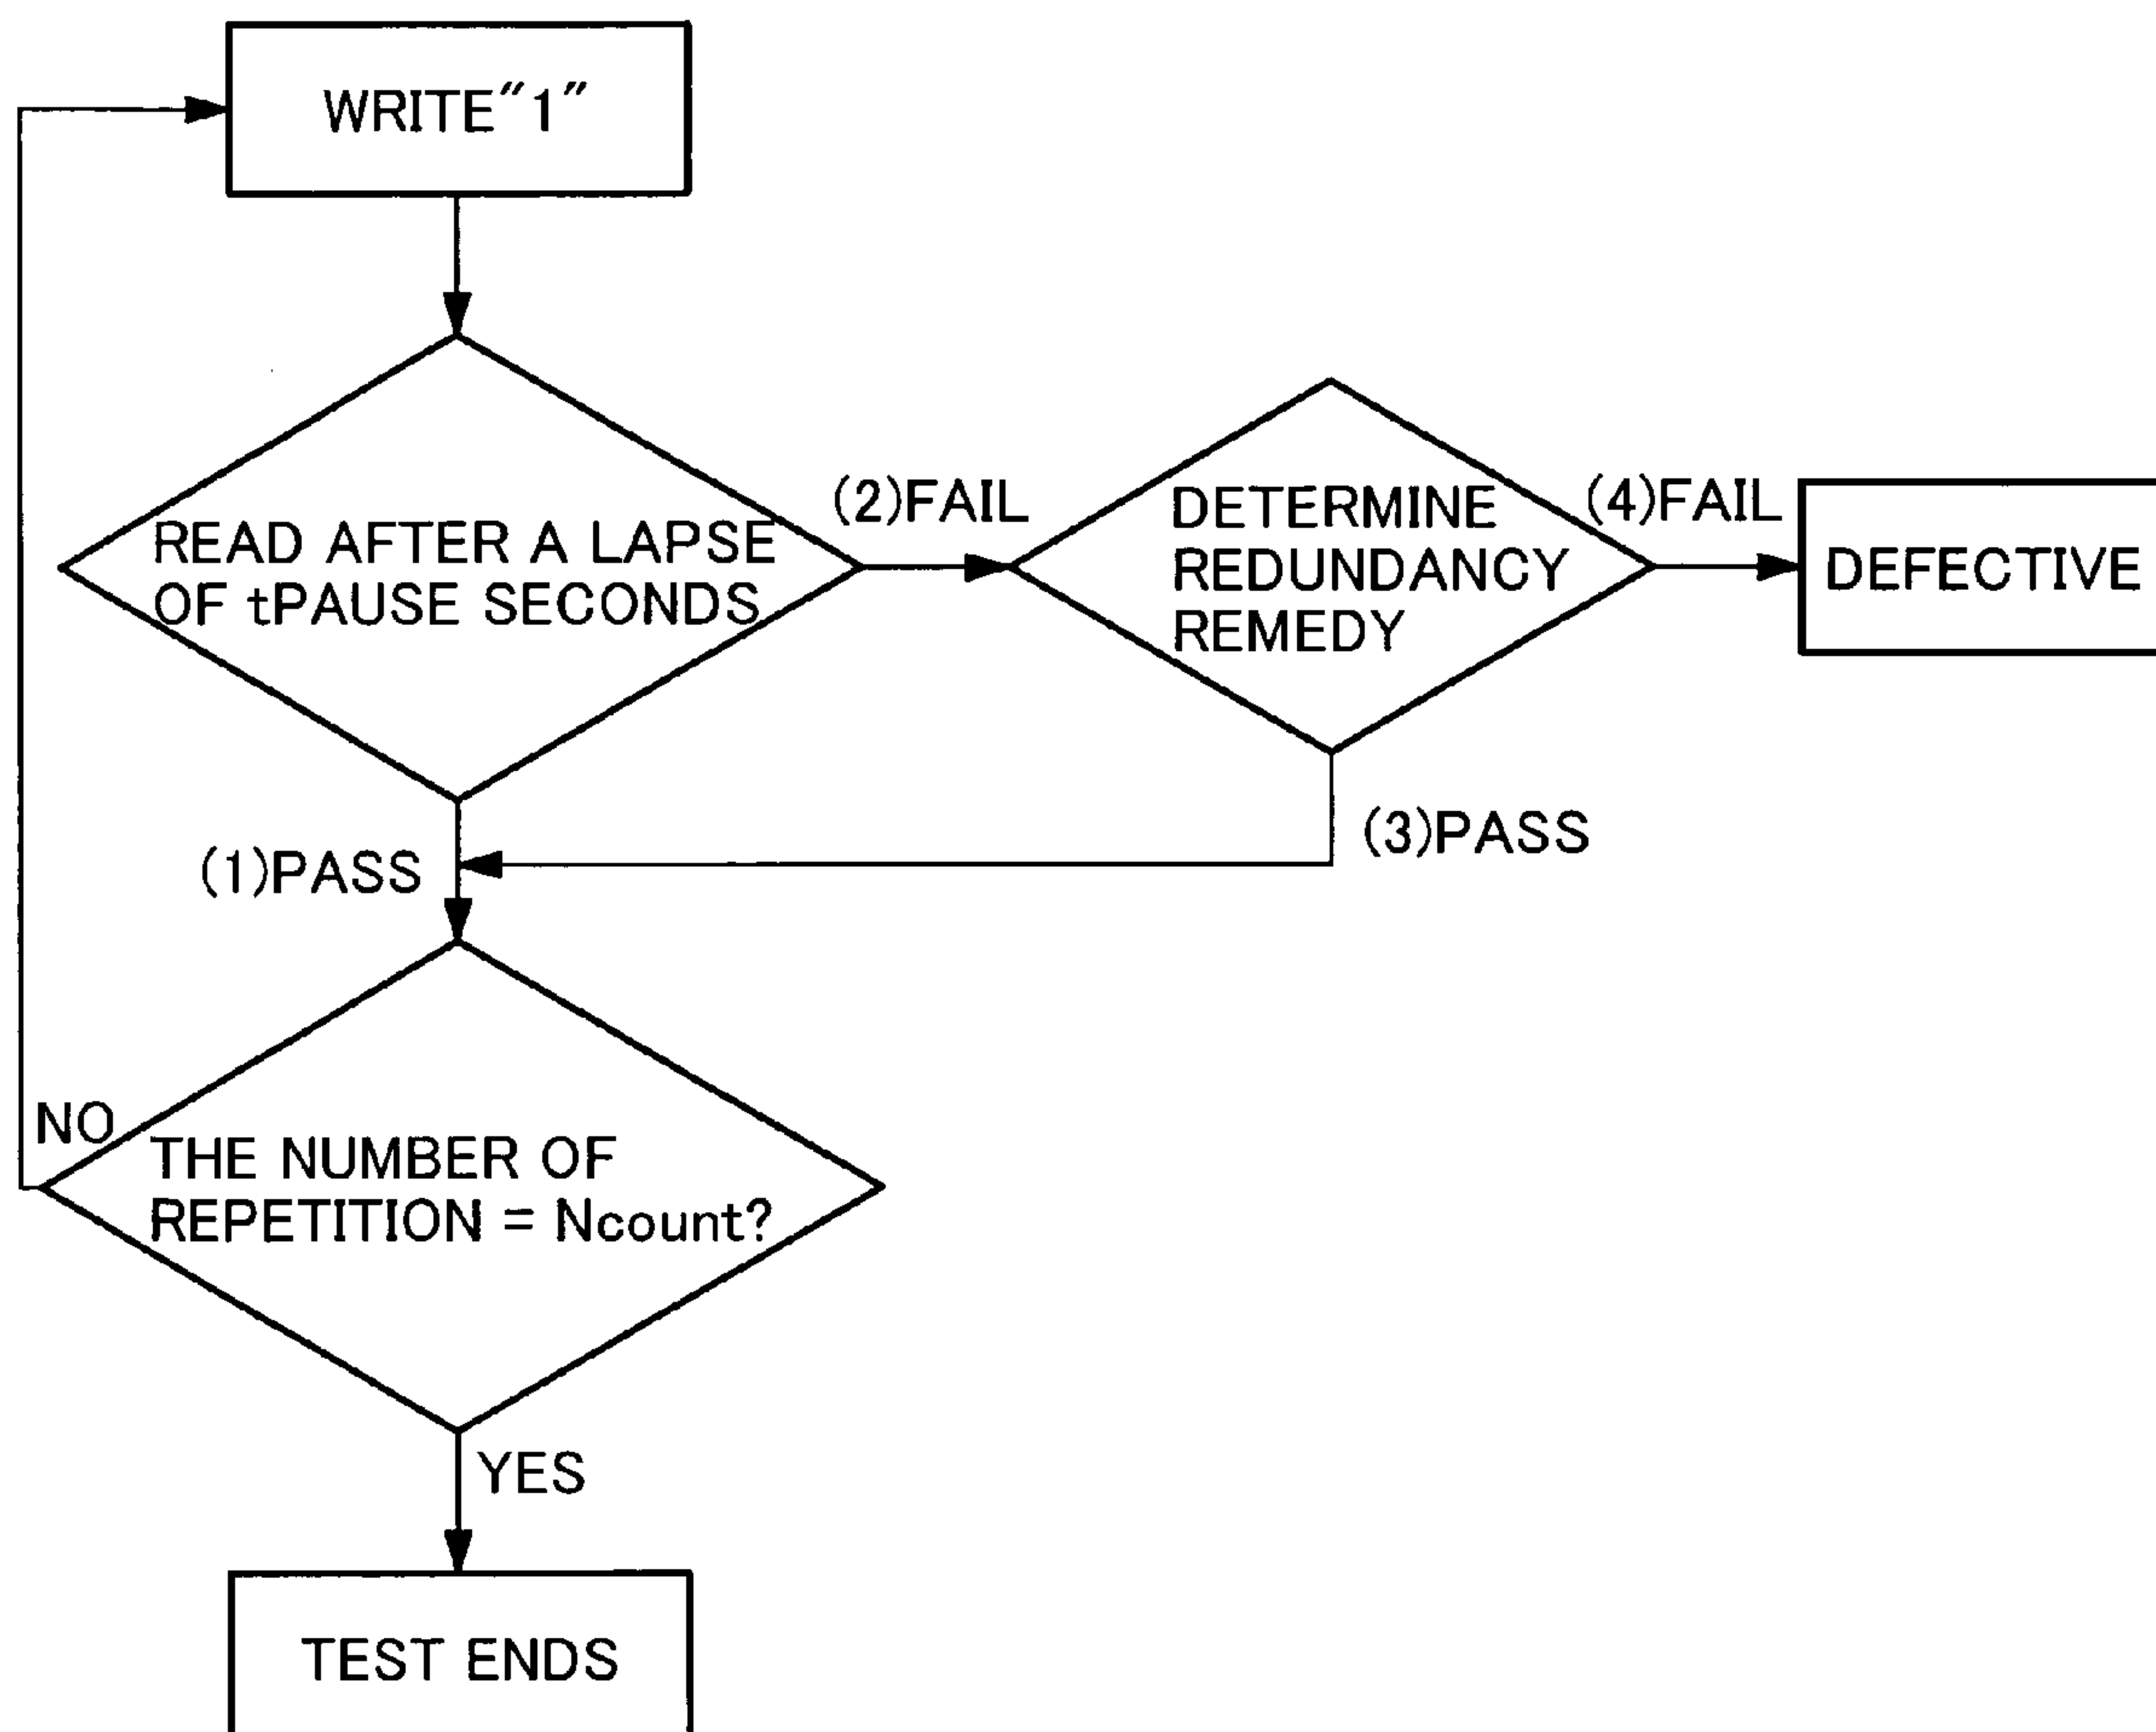 WRITE"1"
READ AFTER A LAPSE
OF tPAUSE SECONDS
(2)FAIL
DETERMINE
REDUNDANCY
REMEDY
(4)FAIL
DEFECTIVE
(1)PASS
(3)PASS
NO
THE NUMBER OF
REPETITION = Ncount?
YES
TEST ENDS